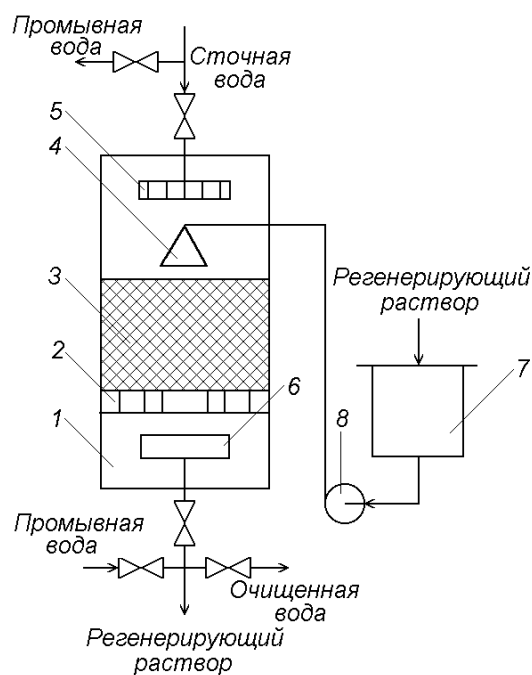 Промывная
вода
Сточная
вода
5
4
3
2
1
6
Регенерирующий
раствор
7
8
Промывная
вода
Очищенная
вода
Регенерирующий
раствор